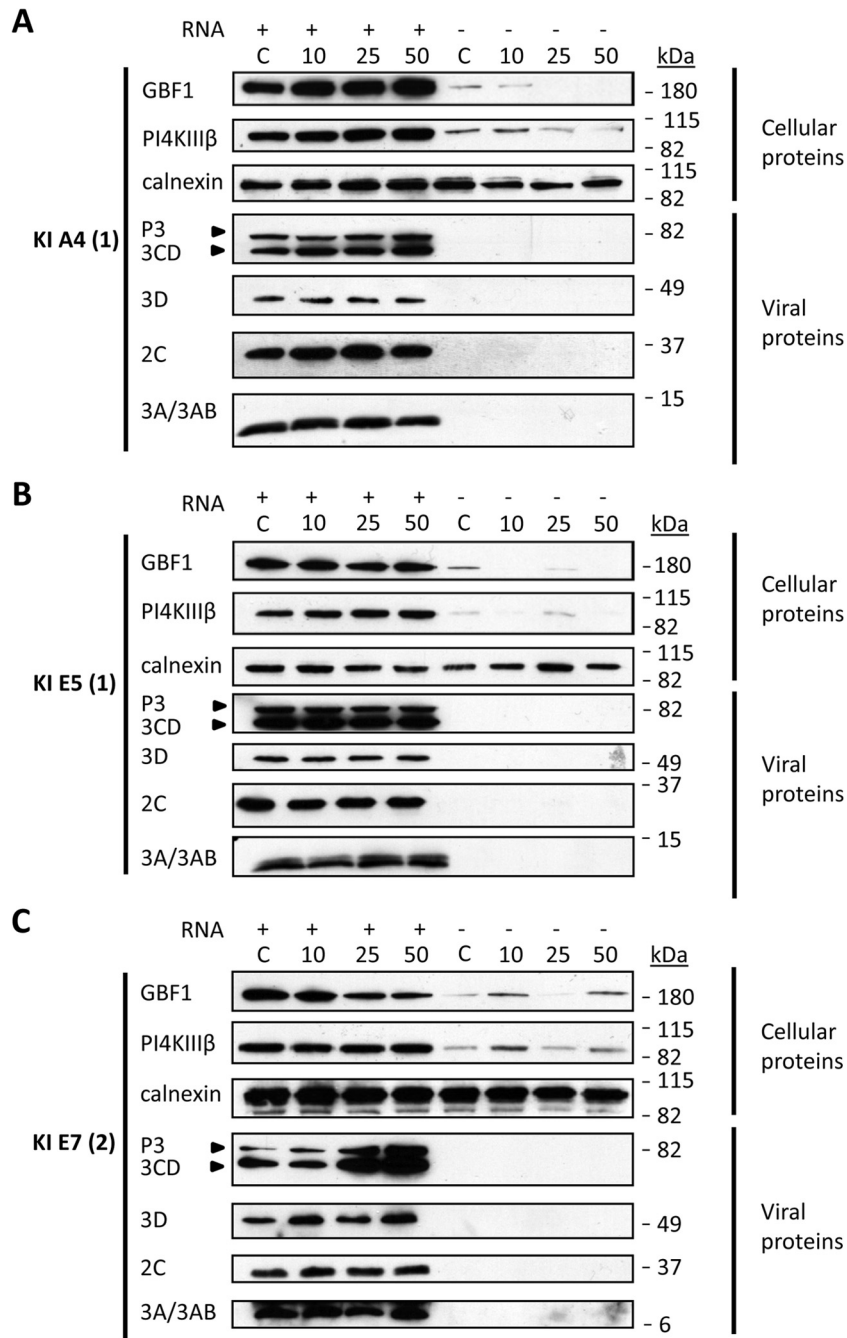 A
RNA + + + + - - - -
C 10 25 50 C 10 25 50 kDa
GBF1 - 180
PI4KIIIβ - 115
- 82
calnexin - 115
- 82
Cellular proteins
KI A4 (1)
P3 - 82
3CD
3D - 49
2C - 37
3A/3AB - 15
Viral proteins
B
RNA + + + + - - - -
C 10 25 50 C 10 25 50 kDa
GBF1 - 180
PI4KIIIβ - 115
- 82
calnexin - 115
- 82
Cellular proteins
KI E5 (1)
P3 - 82
3CD
3D - 49
2C - 37
3A/3AB - 15
Viral proteins
C
RNA + + + + - - - -
C 10 25 50 C 10 25 50 kDa
GBF1 - 180
PI4KIIIβ - 115
- 82
calnexin - 115
- 82
Cellular proteins
KI E7 (2)
P3 - 82
3CD
3D - 49
2C - 37
3A/3AB - 6
Viral proteins